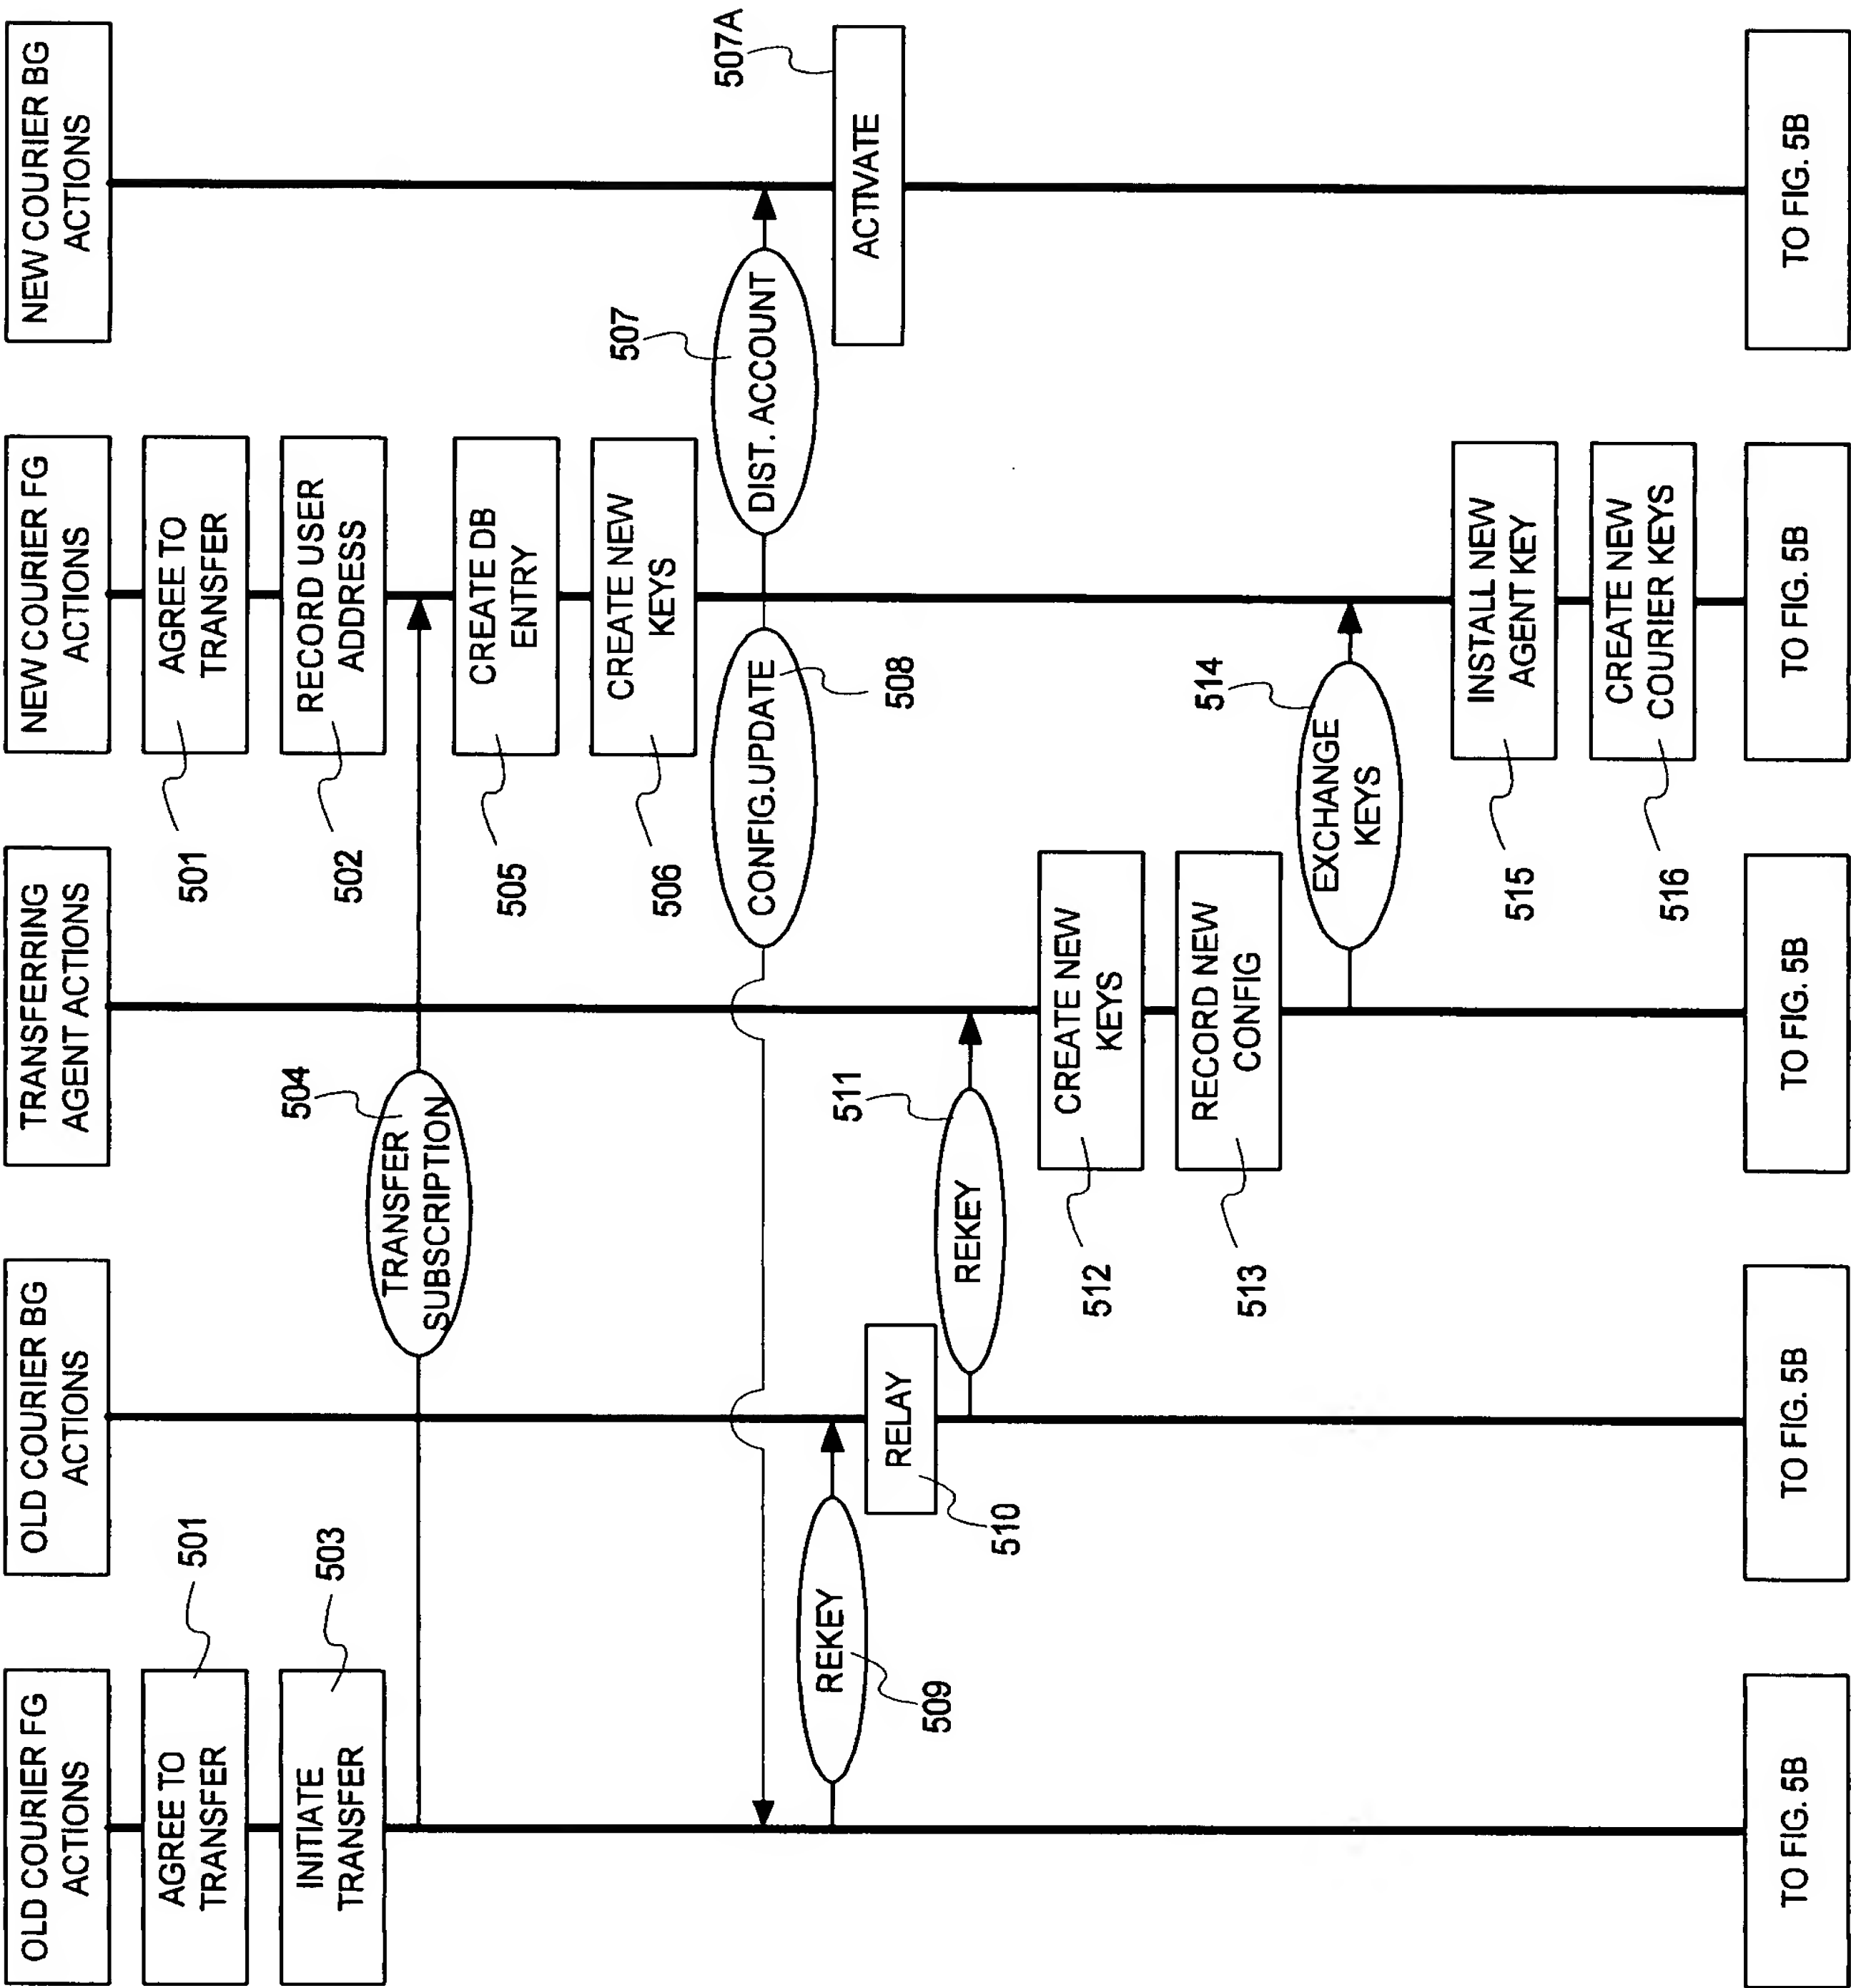 OLD COURIER FG
ACTIONS
OLD COURIER BG
ACTIONS
TRANSFERRING
AGENT ACTIONS
NEW COURIER FG
ACTIONS
NEW COURIER BG
ACTIONS
AGREE TO
TRANSFER
501
AGREE TO
TRANSFER
501
INITIATE
TRANSFER
503
RECORD USER
ADDRESS
502
TRANSFER
SUBSCRIPTION
504
CREATE DB
ENTRY
505
CREATE NEW
KEYS
506
CONFIG.UPDATE
508
DIST. ACCOUNT
507
REKEY
509
ACTIVATE
507A
RELAY
510
REKEY
511
CREATE NEW
KEYS
512
RECORD NEW
CONFIG
513
EXCHANGE
KEYS
514
INSTALL NEW
AGENT KEY
515
CREATE NEW
COURIER KEYS
516
TO FIG. 5B
TO FIG. 5B
TO FIG. 5B
TO FIG. 5B
TO FIG. 5B